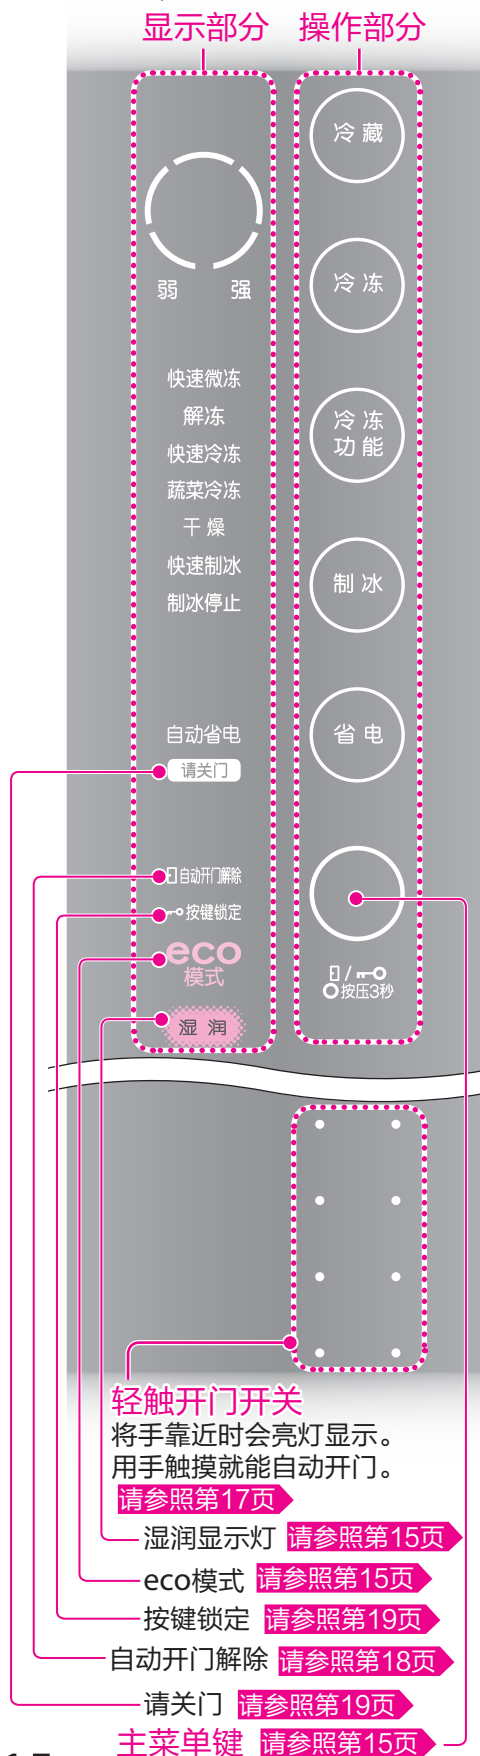 显示部分 操作部分
冷藏
弱 强
冷冻
快速微冻
解冻
快速冷冻
蔬菜冷冻
干燥
快速制冰
制冰停止
冷冻
功能
制冰
自动省电
请关门
省电
自动开门解除
按键锁定
eco
模式
湿润
/
按压3秒
轻触开门开关
将手靠近时会亮灯显示。
用手触摸就能自动开门。
请参照第17页
湿润显示灯 请参照第15页
eco模式 请参照第15页
按键锁定 请参照第19页
自动开门解除 请参照第18页
请关门 请参照第19页
主菜单键 请参照第15页